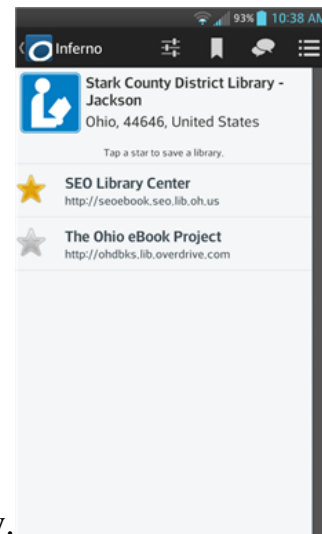 93% 10:38 AM
Inferno
Stark County District Library -
Jackson
Ohio, 44646, United States
Tap a star to save a library.
SEO Library Center
http://seoebook.seo.lib.oh.us
The Ohio eBook Project
http://ohdbks.lib.overdrive.com